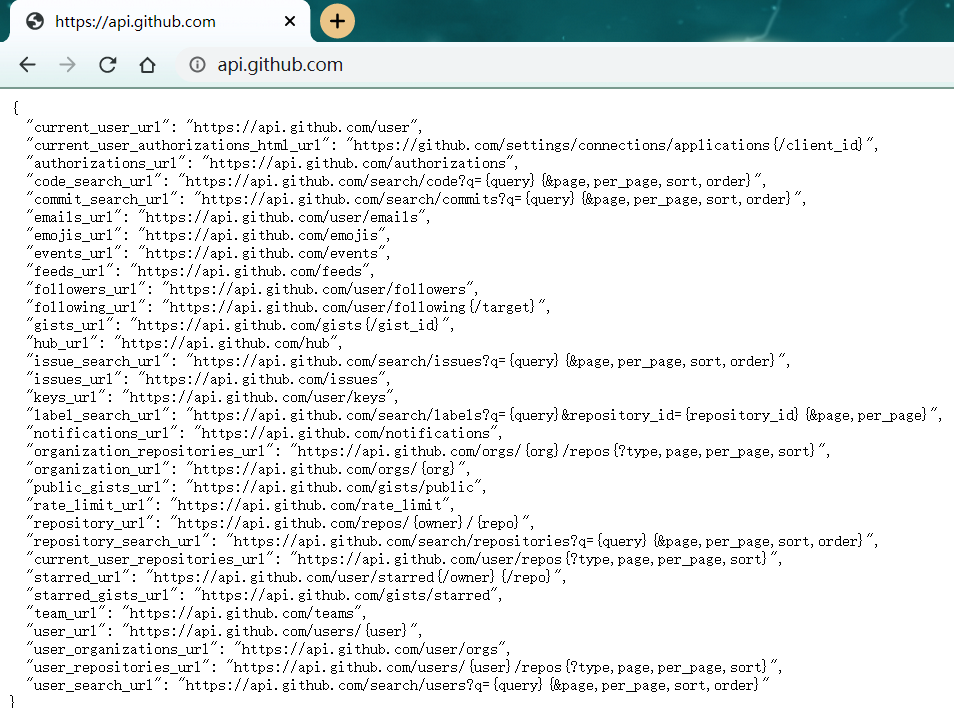 https://api.github.com
api.github.com
{
  "current_user_url": "https://api.github.com/user",
  "current_user_authorizations_html_url": "https://github.com/settings/connections/applications{/client_id}",
  "authorizations_url": "https://api.github.com/authorizations",
  "code_search_url": "https://api.github.com/search/code?q={query}{&page,per_page,sort,order}",
  "commit_search_url": "https://api.github.com/search/commits?q={query}{&page,per_page,sort,order}",
  "emails_url": "https://api.github.com/user/emails",
  "emojis_url": "https://api.github.com/emojis",
  "events_url": "https://api.github.com/events",
  "feeds_url": "https://api.github.com/feeds",
  "followers_url": "https://api.github.com/user/followers",
  "following_url": "https://api.github.com/user/following{/target}",
  "gists_url": "https://api.github.com/gists{/gist_id}",
  "hub_url": "https://api.github.com/hub",
  "issue_search_url": "https://api.github.com/search/issues?q={query}{&page,per_page,sort,order}",
  "issues_url": "https://api.github.com/issues",
  "keys_url": "https://api.github.com/user/keys",
  "label_search_url": "https://api.github.com/search/labels?q={query}&repository_id={repository_id}{&page,per_page}",
  "notifications_url": "https://api.github.com/notifications",
  "organization_repositories_url": "https://api.github.com/orgs/{org}/repos{?type,page,per_page,sort}",
  "organization_url": "https://api.github.com/orgs/{org}",
  "public_gists_url": "https://api.github.com/gists/public",
  "rate_limit_url": "https://api.github.com/rate_limit",
  "repository_url": "https://api.github.com/repos/{owner}/{repo}",
  "repository_search_url": "https://api.github.com/search/repositories?q={query}{&page,per_page,sort,order}",
  "current_user_repositories_url": "https://api.github.com/user/repos{?type,page,per_page,sort}",
  "starred_url": "https://api.github.com/user/starred{/owner}{/repo}",
  "starred_gists_url": "https://api.github.com/gists/starred",
  "team_url": "https://api.github.com/teams",
  "user_url": "https://api.github.com/users/{user}",
  "user_organizations_url": "https://api.github.com/user/orgs",
  "user_repositories_url": "https://api.github.com/users/{user}/repos{?type,page,per_page,sort}",
  "user_search_url": "https://api.github.com/search/users?q={query}{&page,per_page,sort,order}"
}